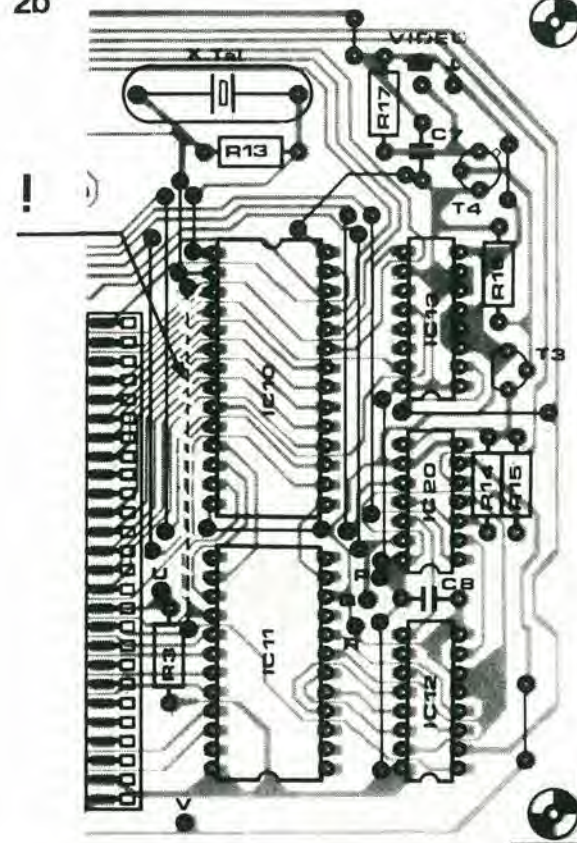 2b
VIDEO
X.Tal
R17
C7
R13
T4
!
R16
IC13
T3
IC10
IC20
R14
R15
U
P
C8
R3
IC11
IC12
V